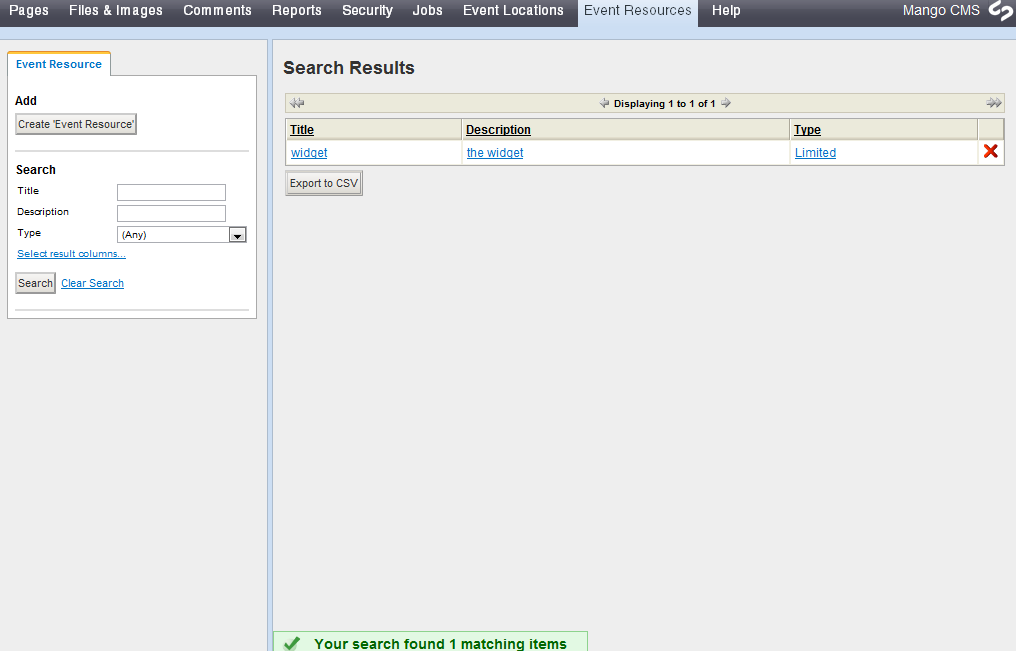 Pages Files & Images Comments Reports Security Jobs Event Locations Event Resources Help Mango CMS
Event Resource
Add
Create 'Event Resource'
Search
Title
Description
Type (Any)
Select result columns...
Search Clear Search
Search Results
Displaying 1 to 1 of 1
Title Description Type
widget the widget Limited
Export to CSV
Your search found 1 matching items